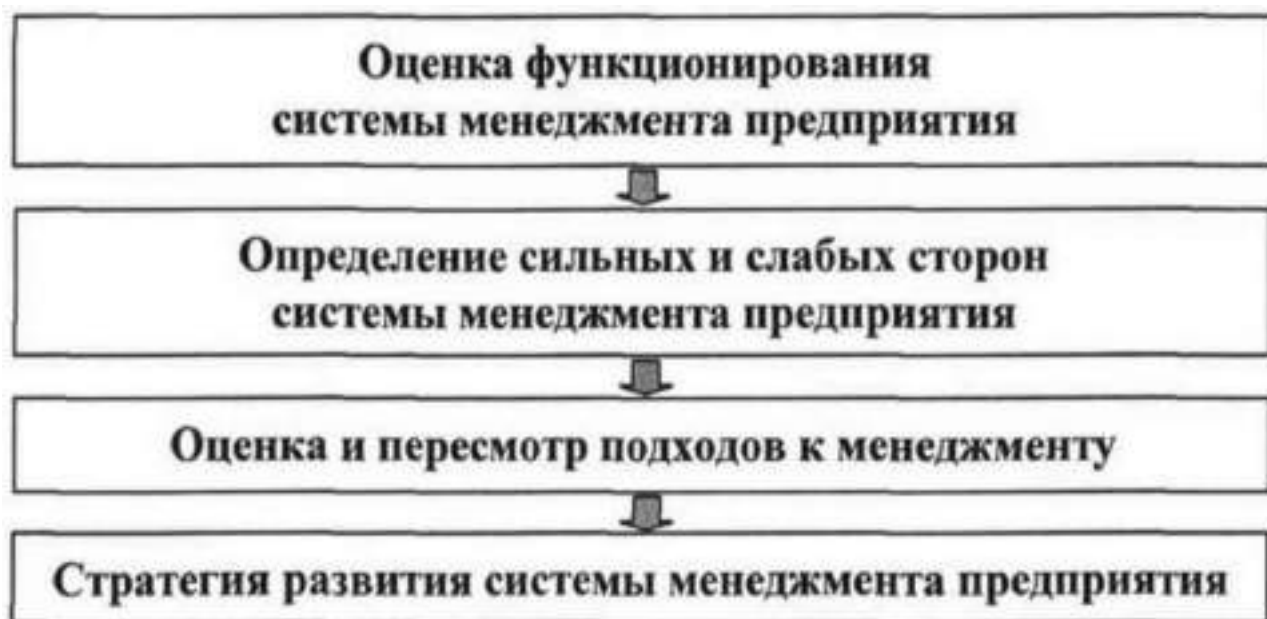 Оценка функционирования
системы менеджмента предприятия
Определение сильных и слабых сторон
системы менеджмента предприятия
Оценка и пересмотр подходов к менеджменту
Стратегия развития системы менеджмента предприятия